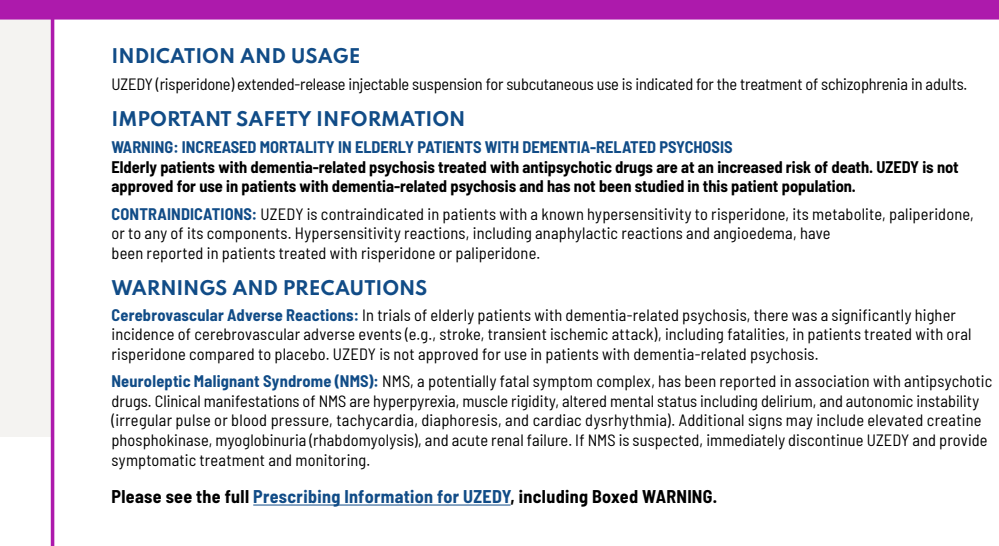 INDICATION AND USAGE
UZEDY (risperidone) extended-release injectable suspension for subcutaneous use is indicated for the treatment of schizophrenia in adults.
IMPORTANT SAFETY INFORMATION
WARNING: INCREASED MORTALITY IN ELDERLY PATIENTS WITH DEMENTIA-RELATED PSYCHOSIS
Elderly patients with dementia-related psychosis treated with antipsychotic drugs are at an increased risk of death. UZEDY is not
approved for use in patients with dementia-related psychosis and has not been studied in this patient population.
CONTRAINDICATIONS: UZEDY is contraindicated in patients with a known hypersensitivity to risperidone, its metabolite, paliperidone,
or to any of its components. Hypersensitivity reactions, including anaphylactic reactions and angioedema, have
been reported in patients treated with risperidone or paliperidone.
WARNINGS AND PRECAUTIONS
Cerebrovascular Adverse Reactions: In trials of elderly patients with dementia-related psychosis, there was a significantly higher
incidence of cerebrovascular adverse events (e.g., stroke, transient ischemic attack), including fatalities, in patients treated with oral
risperidone compared to placebo. UZEDY is not approved for use in patients with dementia-related psychosis.
Neuroleptic Malignant Syndrome (NMS): NMS, a potentially fatal symptom complex, has been reported in association with antipsychotic
drugs. Clinical manifestations of NMS are hyperpyrexia, muscle rigidity, altered mental status including delirium, and autonomic instability
(irregular pulse or blood pressure, tachycardia, diaphoresis, and cardiac dysrhythmia). Additional signs may include elevated creatine
phosphokinase, myoglobinuria (rhabdomyolysis), and acute renal failure. If NMS is suspected, immediately discontinue UZEDY and provide
symptomatic treatment and monitoring.
Please see the full Prescribing Information for UZEDY, including Boxed WARNING.